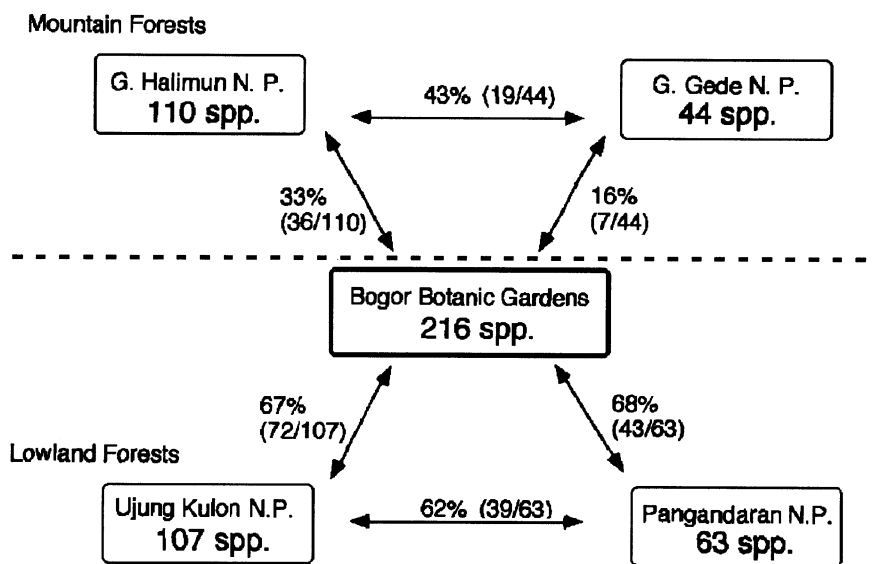 Mountain Forests
G. Halimun N. P.
110 spp.
43% (19/44)
G. Gede N. P.
44 spp.
33%
(36/110)
16%
(7/44)
Bogor Botanic Gardens
216 spp.
67%
(72/107)
68%
(43/63)
Lowland Forests
Ujung Kulon N.P.
107 spp.
62% (39/63)
Pangandaran N.P.
63 spp.